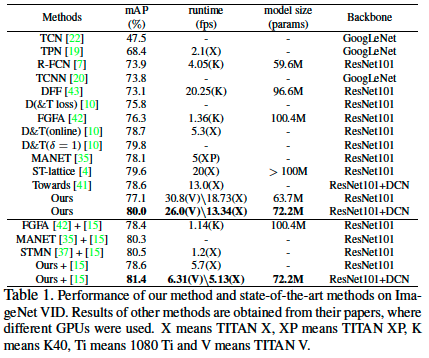 Methods mAP (%) runtime (fps) model size (params) Backbone
TCN [22] 47.5 - - GoogLeNet
TPN [19] 68.4 2.1(X) - GoogLeNet
R-FCN [7] 73.9 4.05(K) 59.6M ResNet101
TCNN [20] 73.8 - - GoogLeNet
DFF [43] 73.1 20.25(K) 96.6M ResNet101
D(&T loss) [10] 75.8 - - ResNet101
FGFA [42] 76.3 1.36(K) 100.4M ResNet101
D&T(online) [10] 78.7 5.3(X) - ResNet101
D&T(δ = 1) [10] 79.8 - - ResNet101
MANET [35] 78.1 5(XP) - ResNet101
ST-lattice [4] 79.6 20(X) > 100M ResNet101
Towards [41] 78.6 13.0(X) - ResNet101+DCN
Ours 77.1 30.8(V)\18.73(X) 63.7M ResNet101
Ours 80.0 26.0(V)\13.34(X) 72.2M ResNet101+DCN
FGFA [42] + [15] 78.4 1.14(K) 100.4M ResNet101
MANET [35] + [15] 80.3 - - ResNet101
STMN [37] + [15] 80.5 1.2(X) - ResNet101
Ours + [15] 78.6 5.7(X) - ResNet101
Ours + [15] 81.4 6.31(V)\5.13(X) 72.2M ResNet101+DCN
Table 1. Performance of our method and state-of-the-art methods on Ima-
geNet VID. Results of other methods are obtained from their papers, where
different GPUs were used. X means TITAN X, XP means TITAN XP, K
means K40, Ti means 1080 Ti and V means TITAN V.